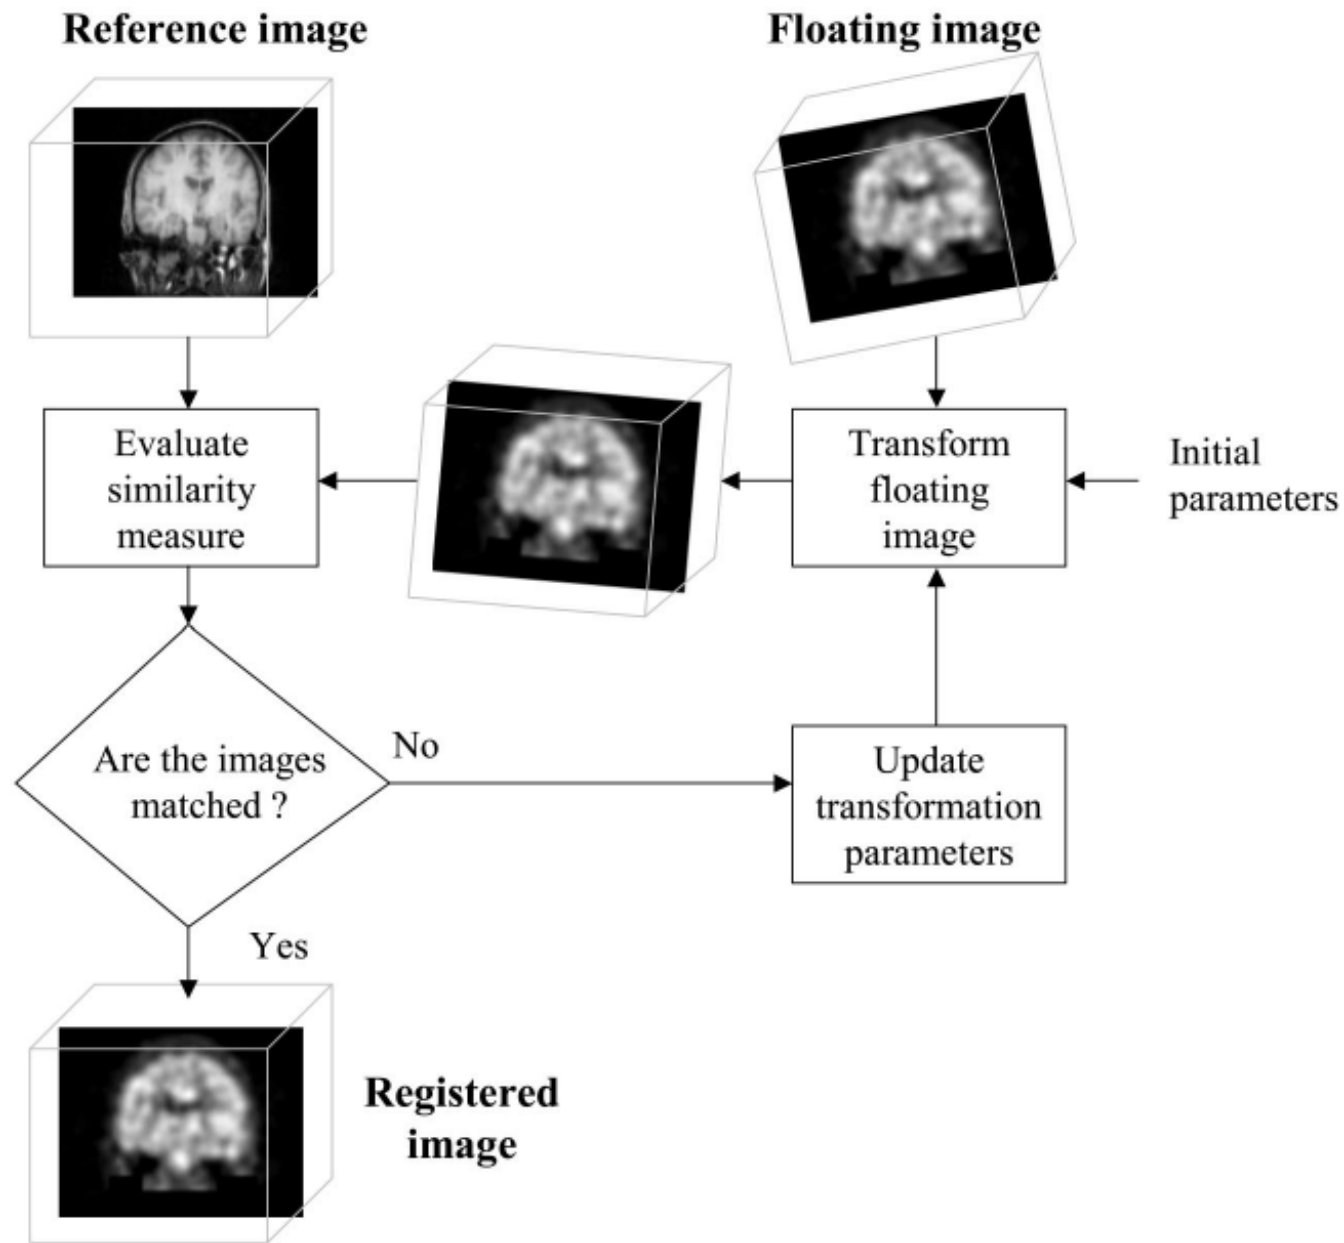 Reference image
Floating image
Evaluate
similarity
measure
Transform
floating
image
Initial
parameters
Are the images
matched ?
No
Update
transformation
parameters
Yes
Registered
image